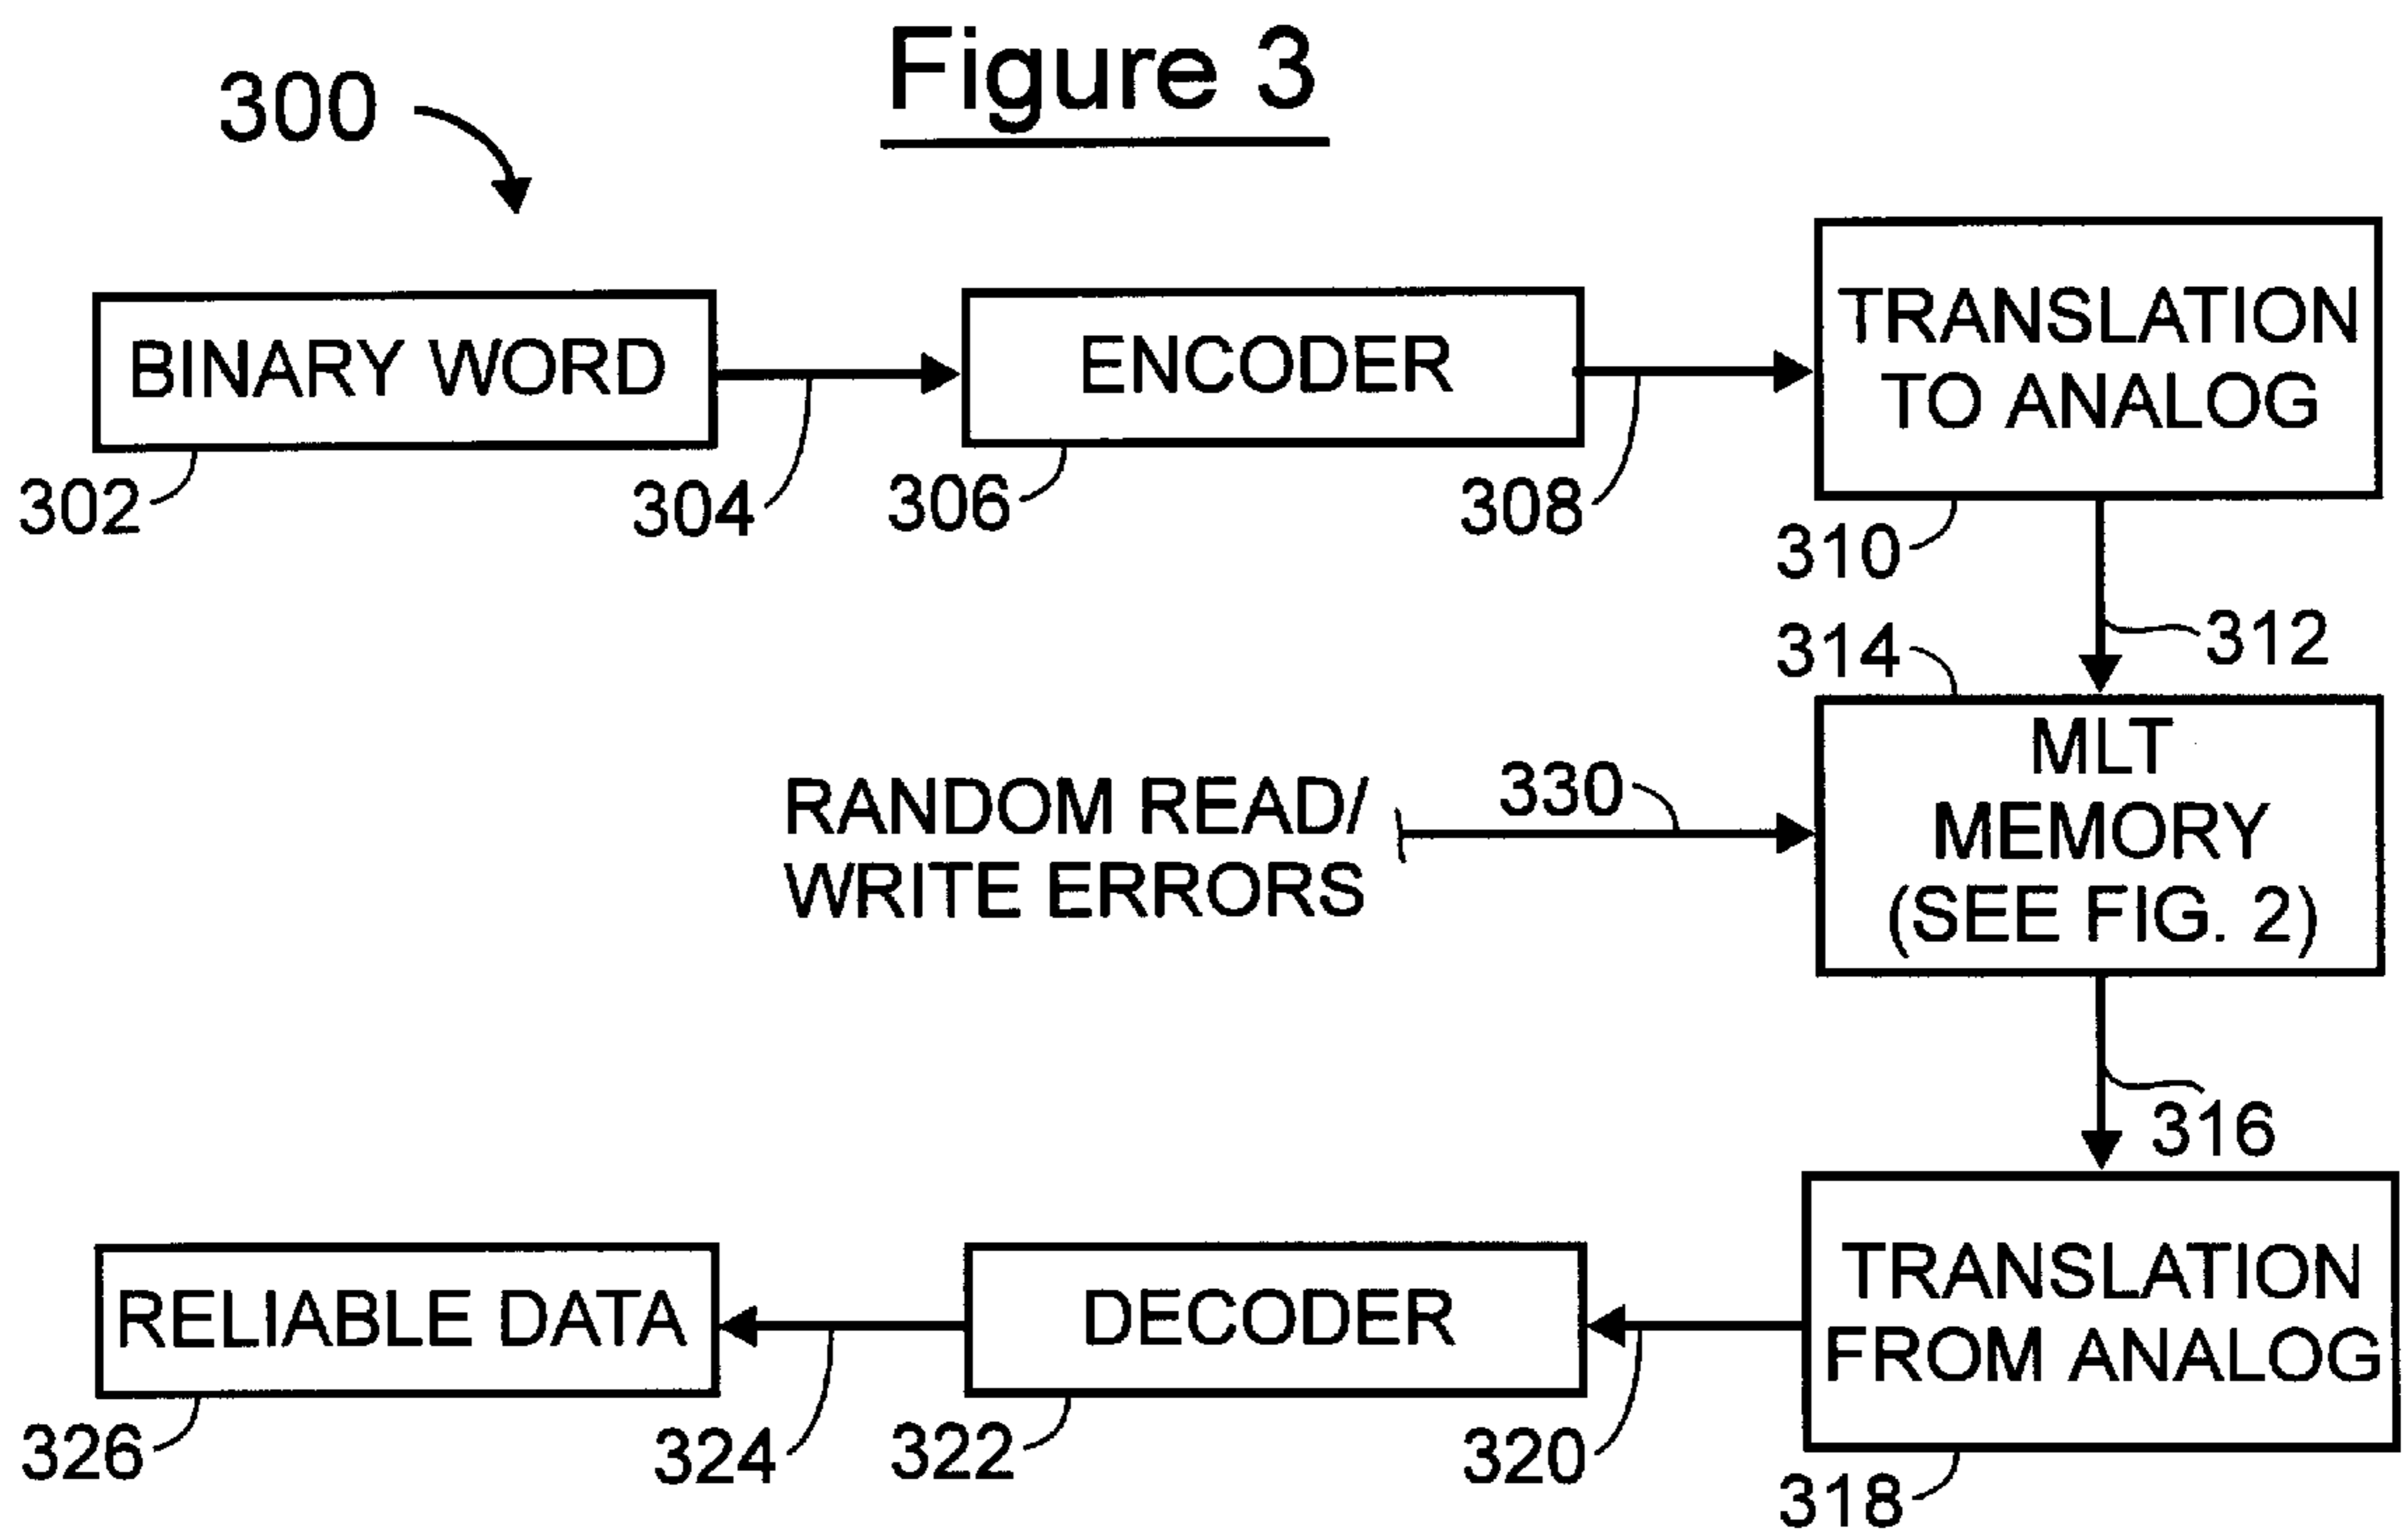 Figure 3
300
BINARY WORD
302
304
ENCODER
306
308
TRANSLATION
TO ANALOG
310
312
314
MLT
MEMORY
(SEE FIG. 2)
RANDOM READ/
WRITE ERRORS
330
316
TRANSLATION
FROM ANALOG
318
320
DECODER
322
324
RELIABLE DATA
326